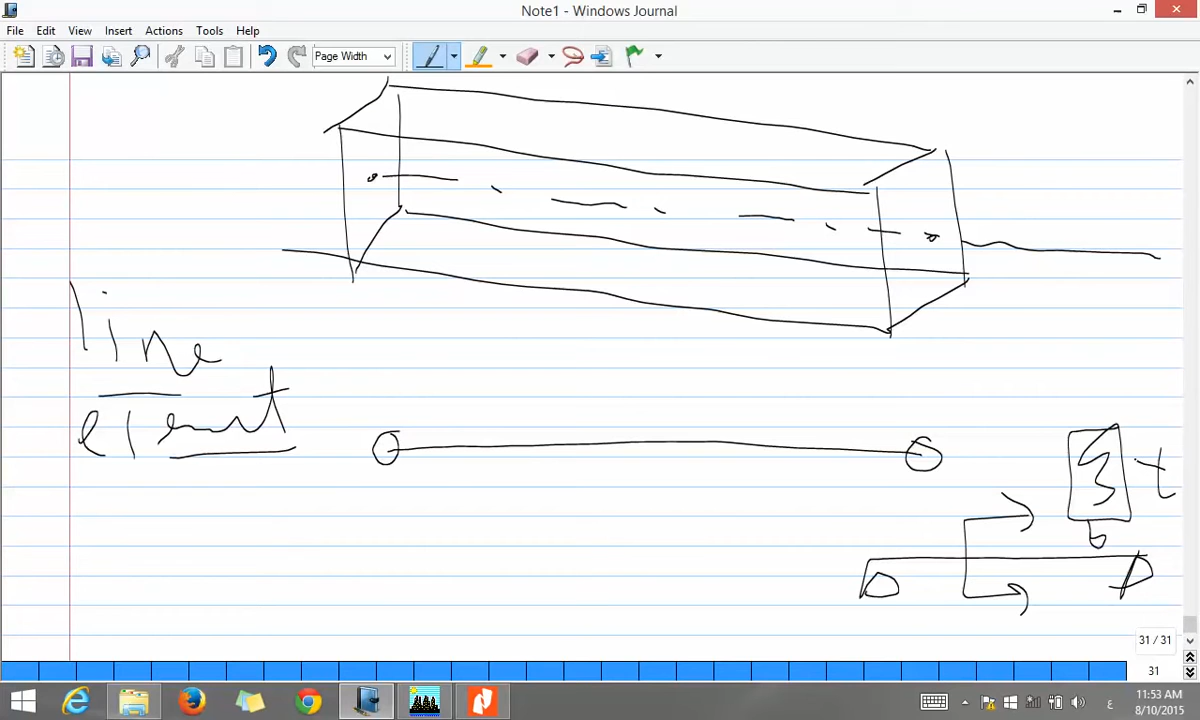 Note1 - Windows Journal
File Edit View Insert Actions Tools Help
Page Width
line
element
t
b
31 / 31
31
11:53 AM
ع
8/10/2015